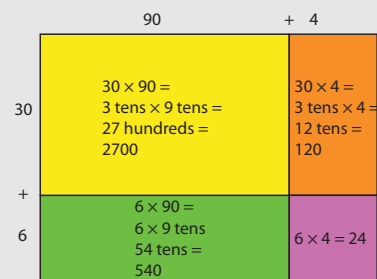 90 + 4
30
30 × 90 =
3 tens × 9 tens =
27 hundreds =
2700
30 × 4 =
3 tens × 4 =
12 tens =
120
+
6
6 × 90 =
6 × 9 tens
54 tens =
540
6 × 4 = 24